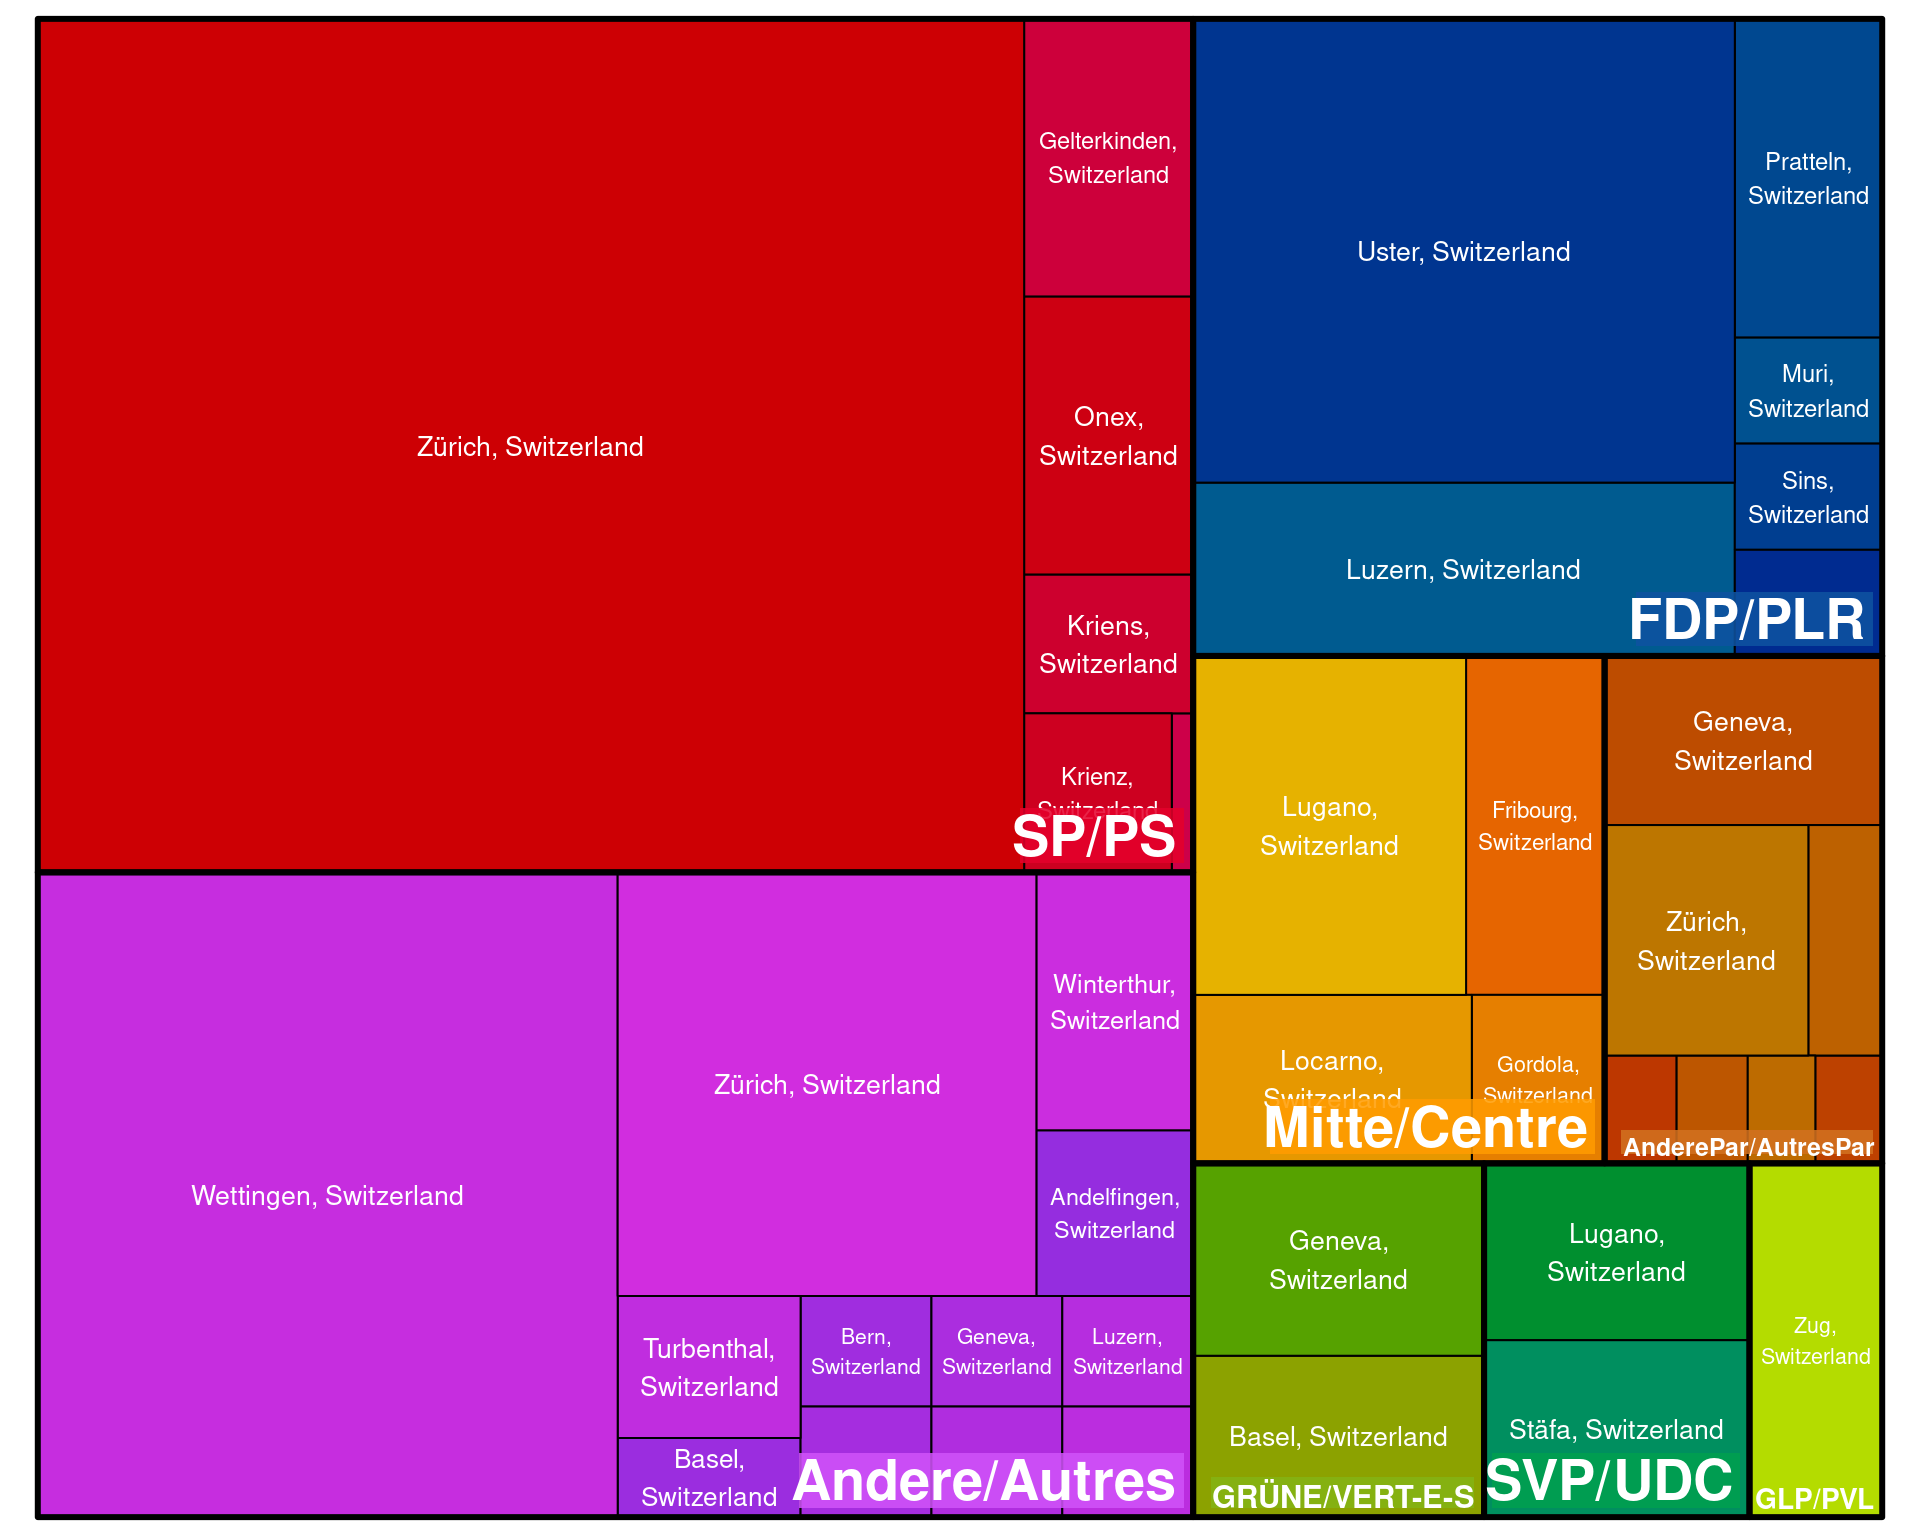 Zürich, Switzerland
Gelterkinden,
Switzerland
Onex,
Switzerland
Kriens,
Switzerland
Krienz,
Switzerland
SP/PS
Uster, Switzerland
Pratteln,
Switzerland
Muri,
Switzerland
Sins,
Switzerland
Luzern, Switzerland
FDP/PLR
Wettingen, Switzerland
Zürich, Switzerland
Winterthur,
Switzerland
Andelfingen,
Switzerland
Turbenthal,
Switzerland
Bern,
Switzerland
Geneva,
Switzerland
Luzern,
Switzerland
Basel,
Switzerland
Andere/Autres
Lugano,
Switzerland
Fribourg,
Switzerland
Locarno,
Switzerland
Gordola,
Switzerland
Mitte/Centre
Geneva,
Switzerland
Zürich,
Switzerland
AnderePar/AutresPar
Geneva,
Switzerland
Basel, Switzerland
GRÜNE/VERT-E-S
Lugano,
Switzerland
Stäfa, Switzerland
SVP/UDC
Zug,
Switzerland
GLP/PVL